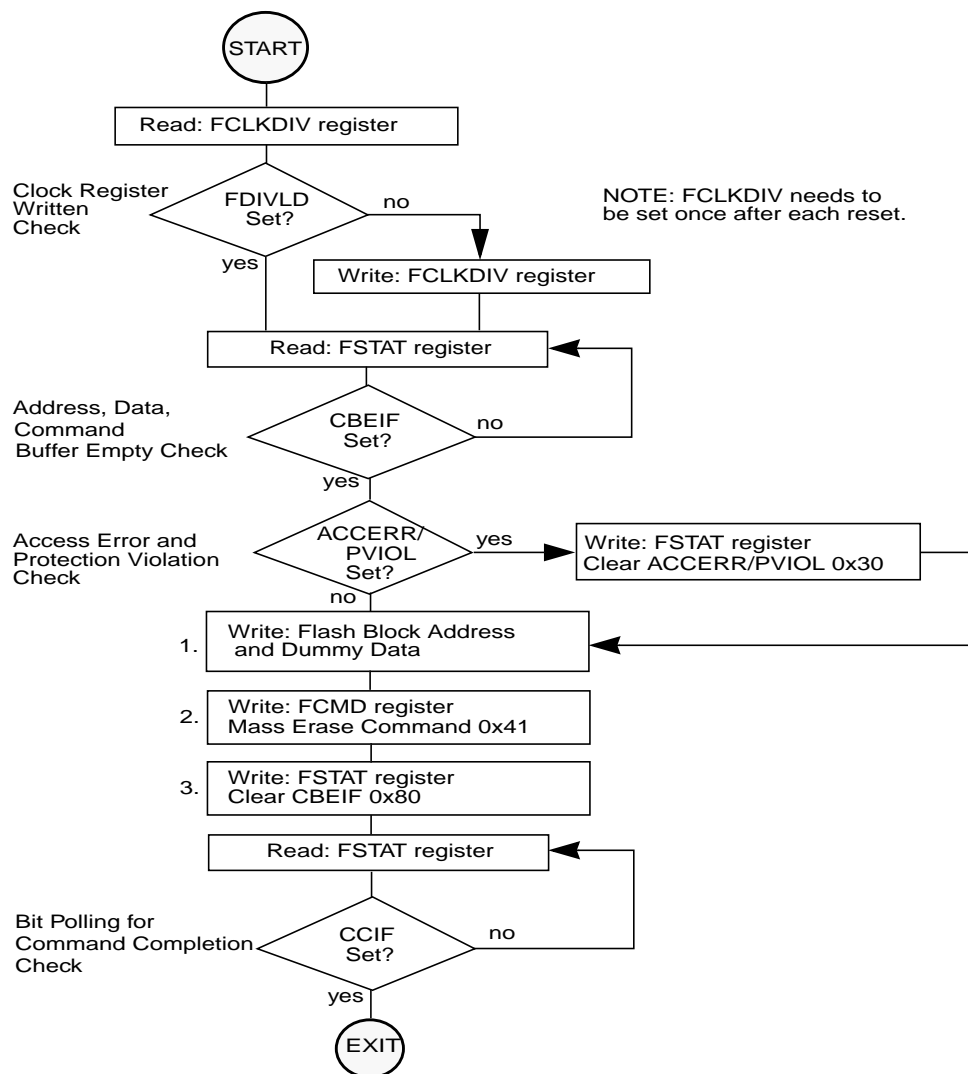 START
Read: FCLKDIV register
Clock Register
Written
Check
FDIVLD
Set?
no
yes
NOTE: FCLKDIV needs to
be set once after each reset.
Write: FCLKDIV register
Read: FSTAT register
Address, Data,
Command
Buffer Empty Check
CBEIF
Set?
no
yes
Access Error and
Protection Violation
Check
ACCERR/
PVIOL
Set?
yes
no
Write: FSTAT register
Clear ACCERR/PVIOL 0x30
1.
Write: Flash Block Address
and Dummy Data
2.
Write: FCMD register
Mass Erase Command 0x41
3.
Write: FSTAT register
Clear CBEIF 0x80
Read: FSTAT register
Bit Polling for
Command Completion
Check
CCIF
Set?
no
yes
EXIT